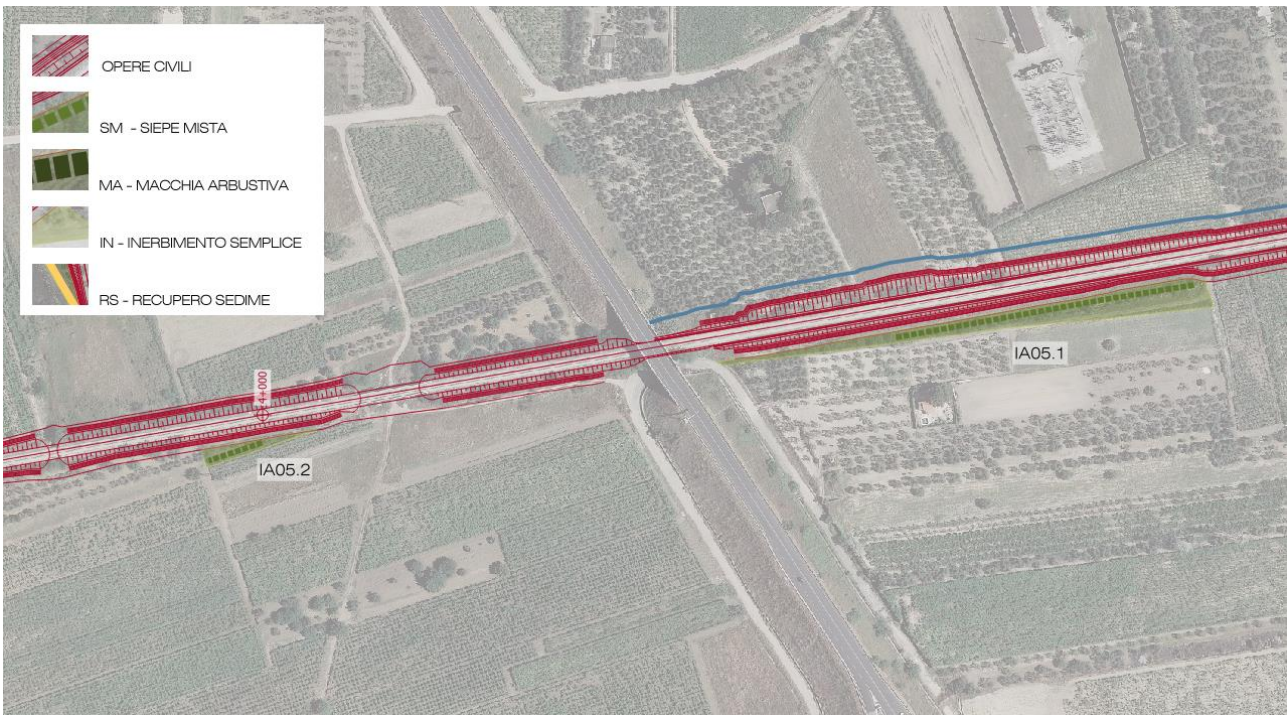 OPERE CIVILI
SM - SIEPE MISTA
MA - MACCHIA ARBUSTIVA
IN - INERBIMENTO SEMPLICE
RS - RECUPERO SEDIME
IA05.1
4+000
IA05.2